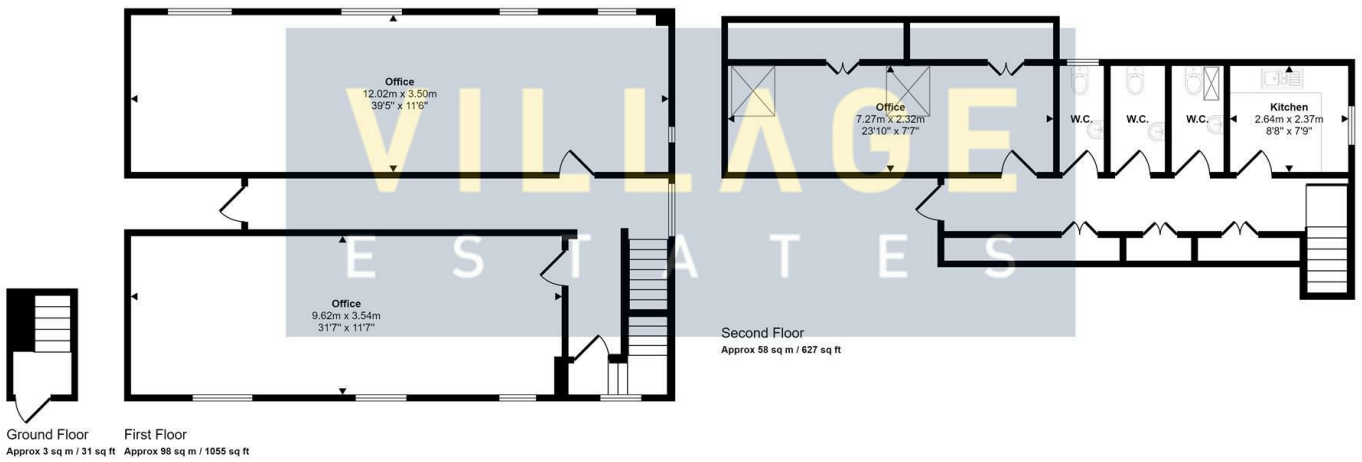 Office
12.02m x 3.50m
39'5" x 11'6"
Office
9.62m x 3.54m
31'7" x 11'7"
Office
7.27m x 2.32m
23'10" x 7'7"
W.C.
W.C.
W.C.
Kitchen
2.64m x 2.37m
8'8" x 7'9"
VILLAGE
ESTATES
Second Floor
Approx 58 sq m / 627 sq ft
Ground Floor
Approx 3 sq m / 31 sq ft
First Floor
Approx 98 sq m / 1055 sq ft